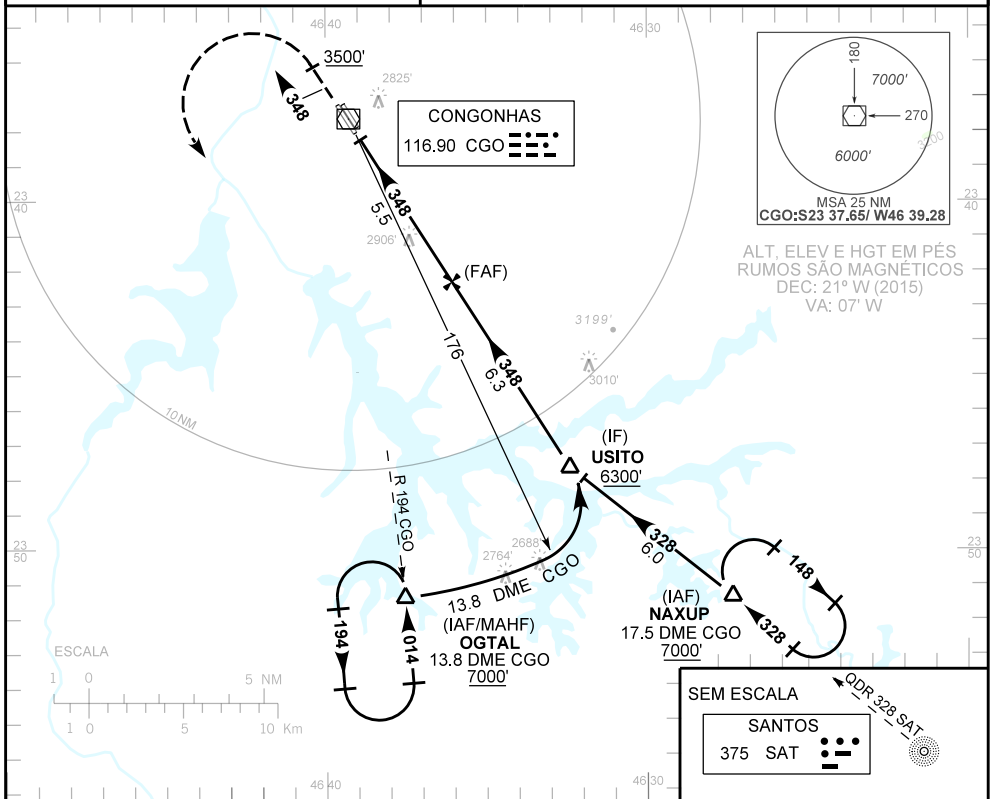 46 40
46 30
3500'
2825'
348
CONGONHAS
116.90 CGO
180
7000'
270
6000'
3200
MSA 25 NM
CGO:S23 37.65/ W46 39.28
23
40
23
40
348
5.5
2906'
(FAF)
ALT, ELEV E HGT EM PÉS
RUMOS SÃO MAGNÉTICOS
DEC: 21º W (2015)
VA: 07' W
176
3199'
348
6.3
3010'
10 NM
(IF)
USITO
6300'
R 194 CGO
328
6.0
23
50
23
50
2688'
2764'
13.8 DME CGO
148
328
(IAF)
NAXUP
17.5 DME CGO
7000'
194
014
(IAF/MAHF)
OGTAL
13.8 DME CGO
7000'
ESCALA
1 0 5 NM
1 0 5 10 Km
SEM ESCALA
QDR 328 SAT
SANTOS
375 SAT
46 40
46 30